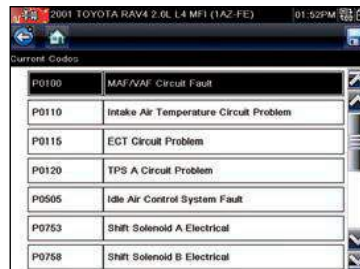 2001 TOYOTA RAV4 2.0L L4 MFI (1AZ-FE) 01:52PM
Current Codes
P0100 MAF/VAF Circuit Fault
P0110 Intake Air Temperature Circuit Problem
P0115 ECT Circuit Problem
P0120 TPS A Circuit Problem
P0505 Idle Air Control System Fault
P0753 Shift Solenoid A Electrical
P0758 Shift Solenoid B Electrical